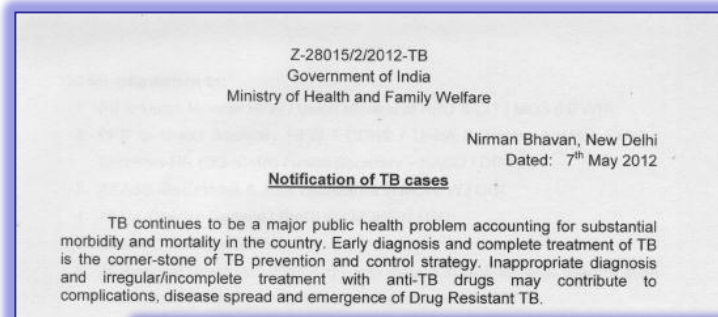 Z-28015/2/2012-TB
Government of India
Ministry of Health and Family Welfare
Nirman Bhavan, New Delhi
Dated: 7th May 2012
Notification of TB cases
TB continues to be a major public health problem accounting for substantial
morbidity and mortality in the country. Early diagnosis and complete treatment of TB
is the corner-stone of TB prevention and control strategy. Inappropriate diagnosis
and irregular/incomplete treatment with anti-TB drugs may contribute to
complications, disease spread and emergence of Drug Resistant TB.